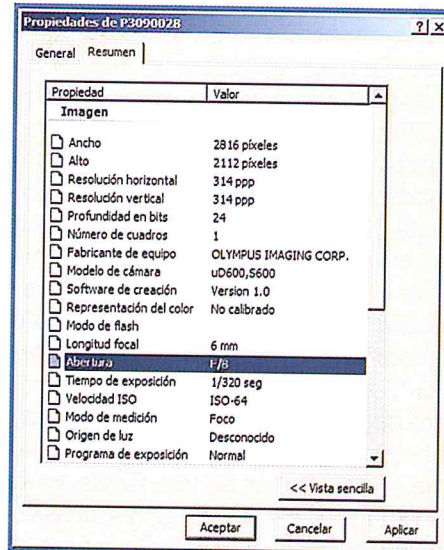 Propiedades de P3090028
? X
General Resumen
Propiedad Valor
Imagen
Ancho 2816 píxeles
Alto 2112 píxeles
Resolución horizontal 314 ppp
Resolución vertical 314 ppp
Profundidad en bits 24
Número de cuadros 1
Fabricante de equipo OLYMPUS IMAGING CORP.
Modelo de cámara uD600,S600
Software de creación Version 1.0
Representación del color No calibrado
Modo de flash
Longitud focal 6 mm
Abertura F/8
Tiempo de exposición 1/320 seg
Velocidad ISO ISO-64
Modo de medición Foco
Origen de luz Desconocido
Programa de exposición Normal
<< Vista sencilla
Aceptar Cancelar Aplicar